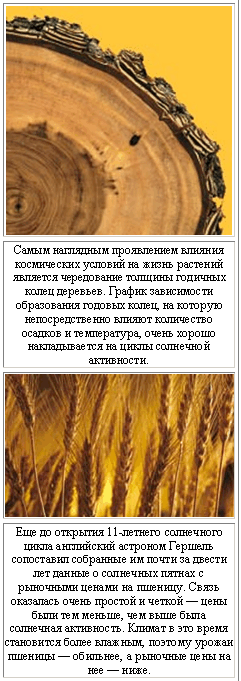 Самым наглядным проявлением влияния
космических условий на жизнь растений
является чередование толщины годичных
колец деревьев. График зависимости
образования годовых колец, на которую
непосредственно влияют количество
осадков и температура, очень хорошо
накладывается на циклы солнечной
активности.
Еще до открытия 11-летнего солнечного
цикла английский астроном Гершель
сопоставил собранные им почти за двести
лет данные о солнечных пятнах с
рыночными ценами на пшеницу. Связь
оказалась очень простой и четкой — цены
были тем меньше, чем выше была
солнечная активность. Климат в это время
становится более влажным, поэтому урожаи
пшеницы — обильнее, а рыночные цены на
нее — ниже.